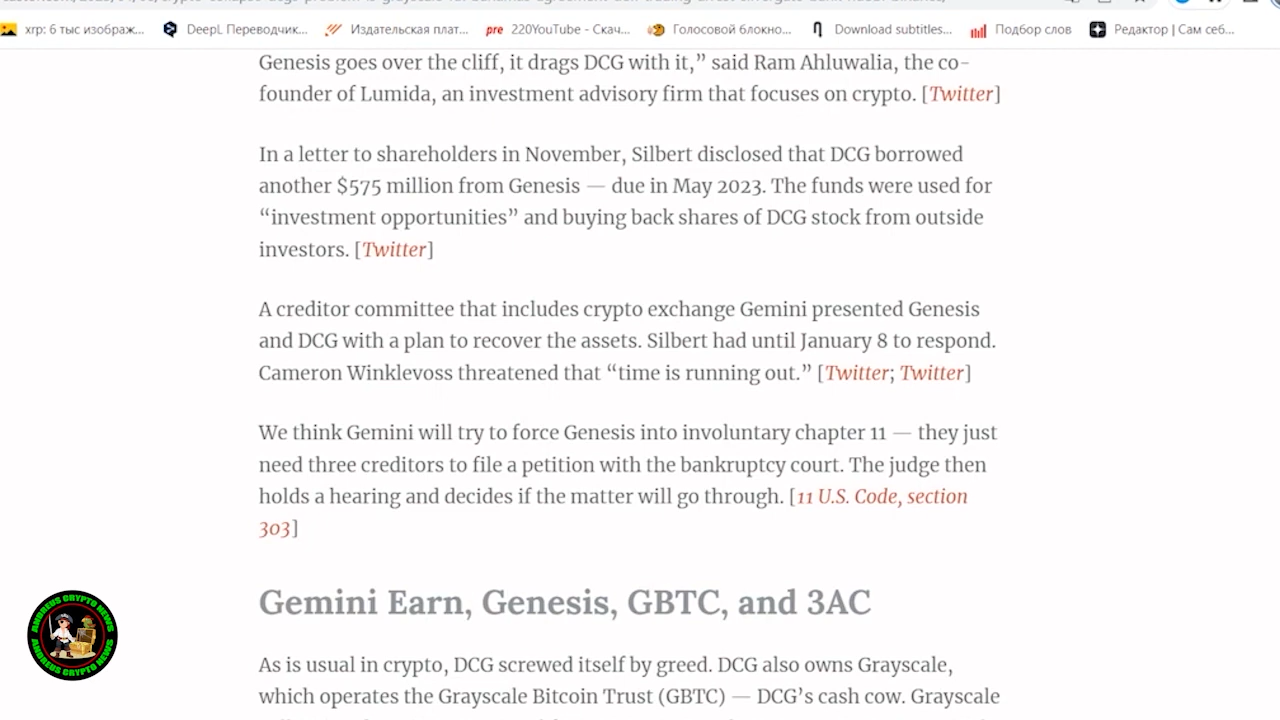 xrp: 6 тыс изображ...
DeepL Переводчик...
Издательская плат...
pre 220YouTube - Скач...
Голосовой блокно...
Download subtitles...
Подбор слов
Редактор | Сам себ...
Genesis goes over the cliff, it drags DCG with it,” said Ram Ahluwalia, the co-
founder of Lumida, an investment advisory firm that focuses on crypto. [Twitter]
In a letter to shareholders in November, Silbert disclosed that DCG borrowed
another $575 million from Genesis — due in May 2023. The funds were used for
“investment opportunities” and buying back shares of DCG stock from outside
investors. [Twitter]
A creditor committee that includes crypto exchange Gemini presented Genesis
and DCG with a plan to recover the assets. Silbert had until January 8 to respond.
Cameron Winklevoss threatened that “time is running out.” [Twitter; Twitter]
We think Gemini will try to force Genesis into involuntary chapter 11 — they just
need three creditors to file a petition with the bankruptcy court. The judge then
holds a hearing and decides if the matter will go through. [11 U.S. Code, section
303]
Gemini Earn, Genesis, GBTC, and 3AC
ANDREUS CRYPTO NEWS
ANDREUS CRYPTO NEWS
As is usual in crypto, DCG screwed itself by greed. DCG also owns Grayscale,
which operates the Grayscale Bitcoin Trust (GBTC) — DCG’s cash cow. Grayscale